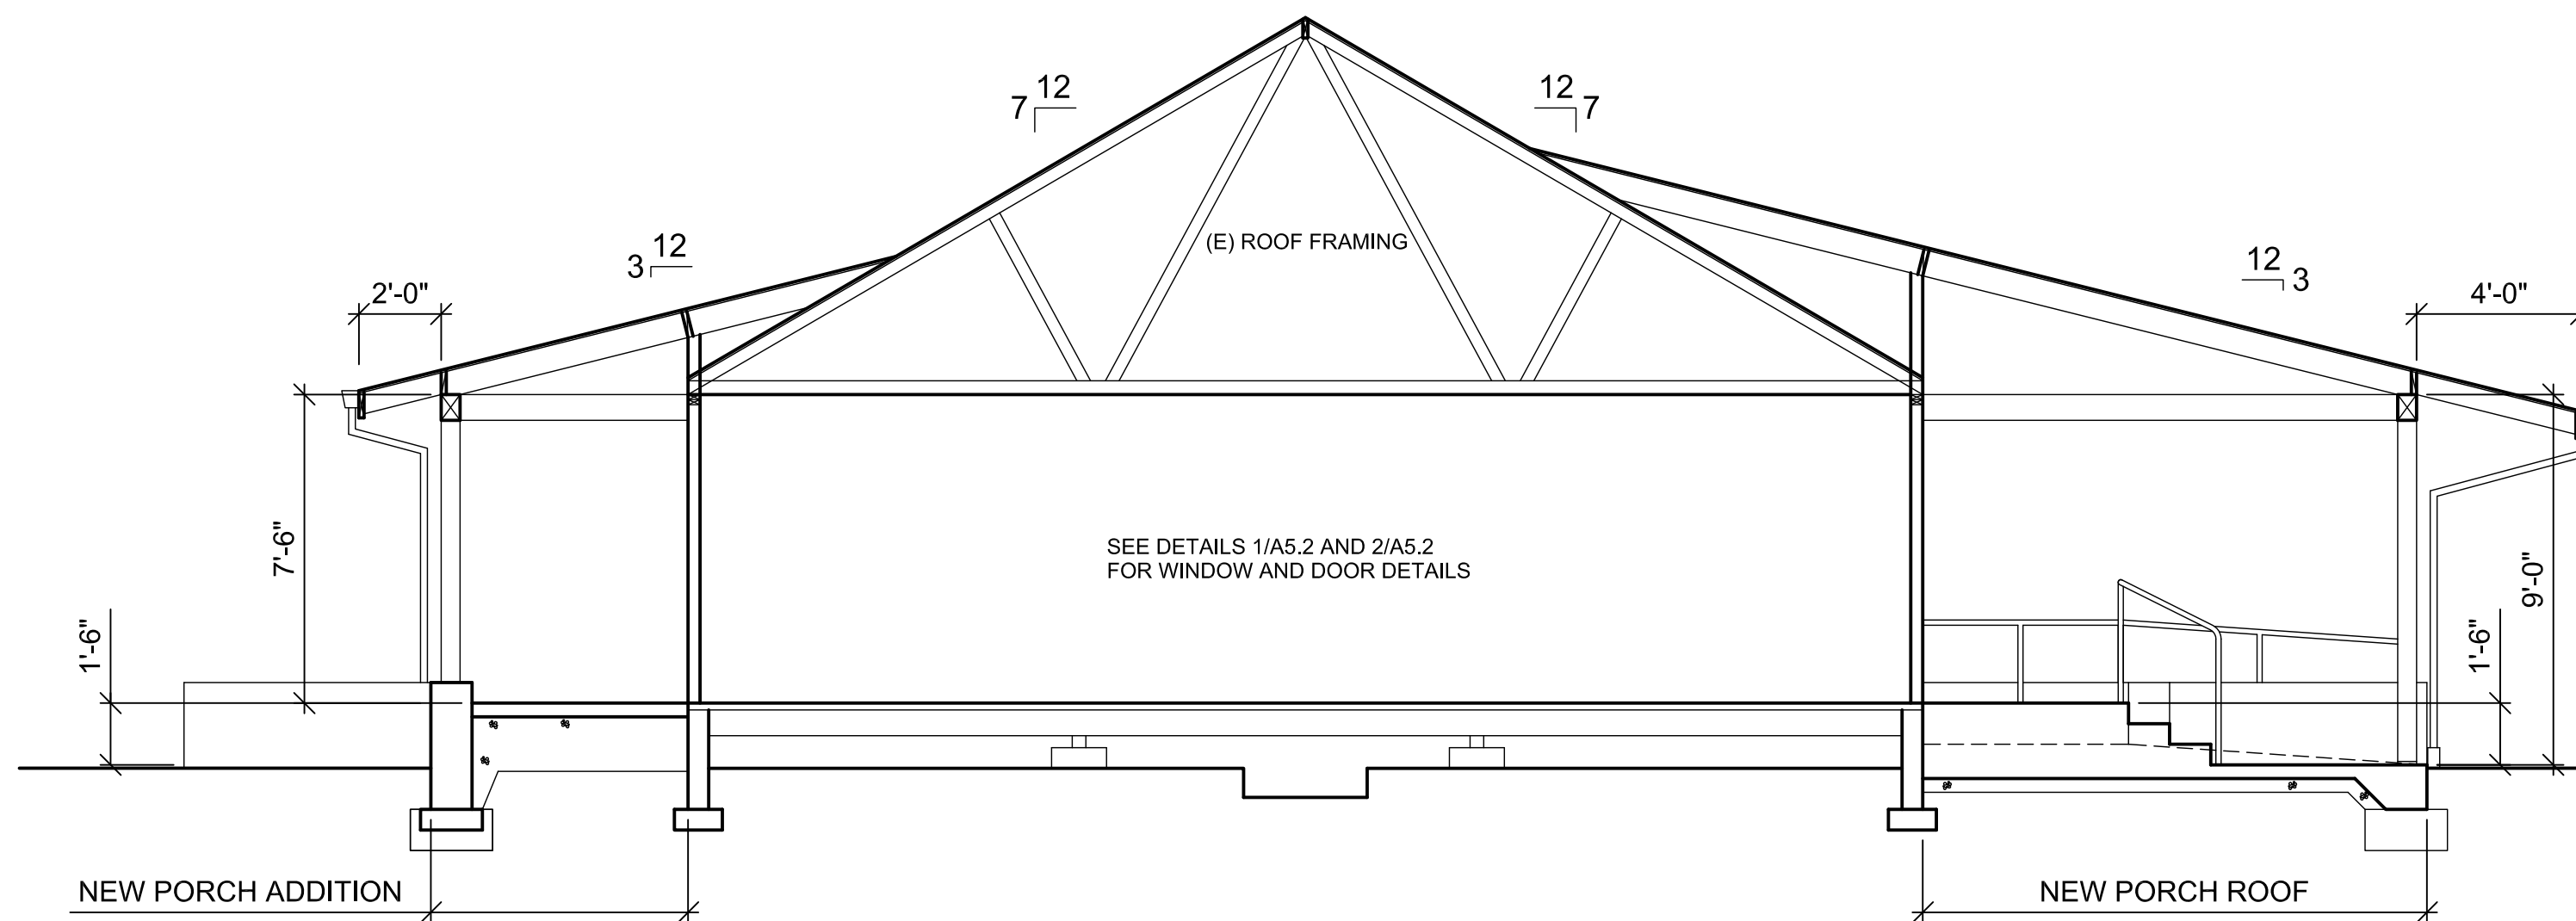 12
7
12
7
(E) ROOF FRAMING
12
3
12
3
2'-0"
4'-0"
7'-6"
9'-0"
SEE DETAILS 1/A5.2 AND 2/A5.2
FOR WINDOW AND DOOR DETAILS
1'-6"
1'-6"
NEW PORCH ADDITION
NEW PORCH ROOF